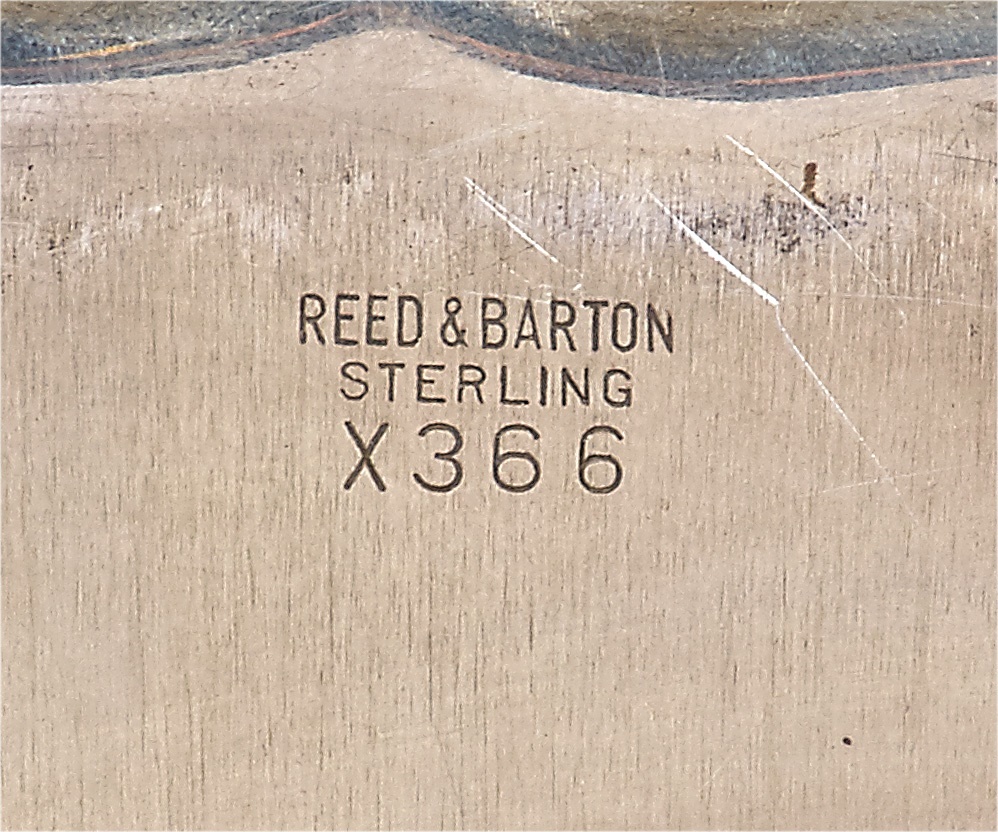 REED & BARTON
STERLING
X366